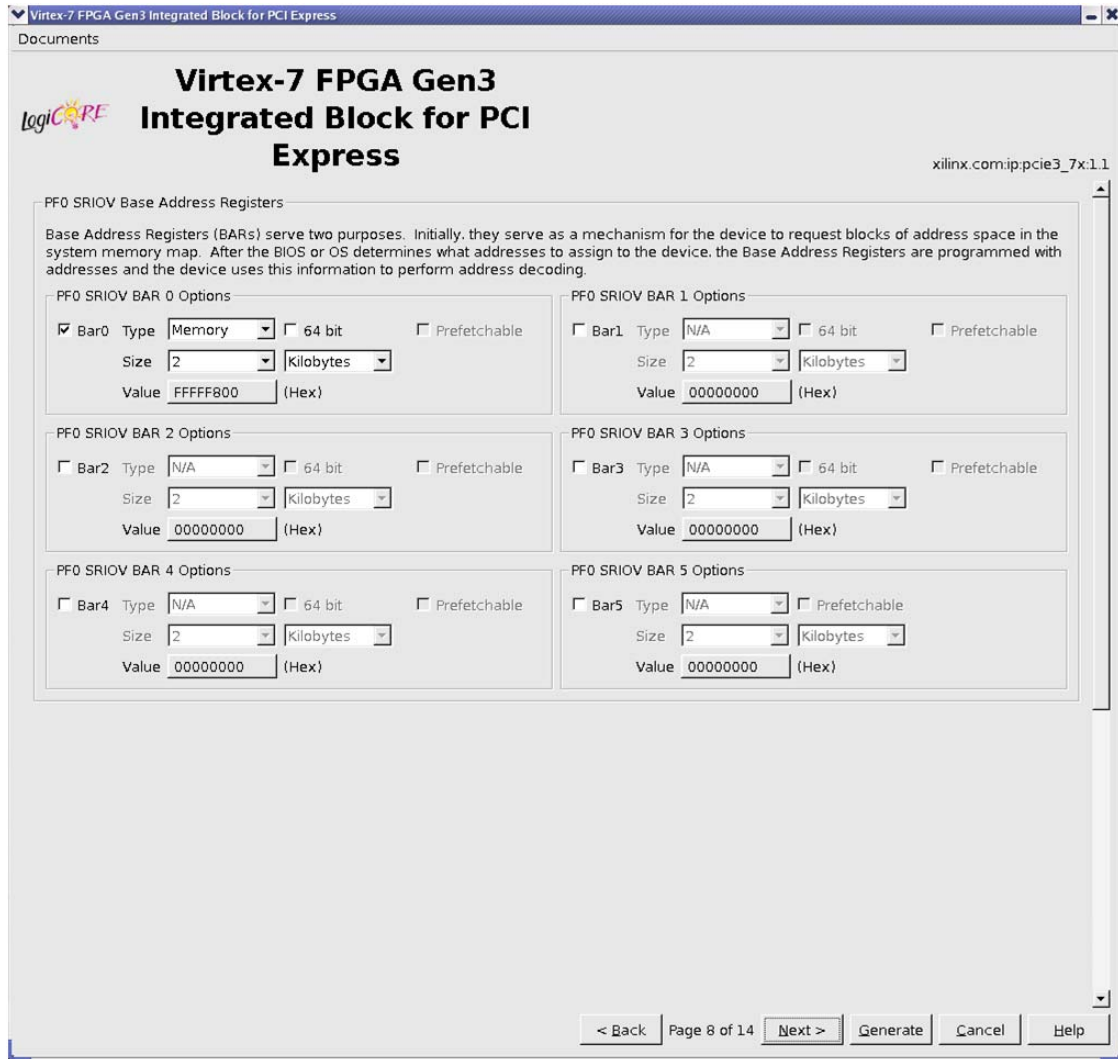 Virtex-7 FPGA Gen3 Integrated Block for PCI Express
Documents
LogiCORE
Virtex-7 FPGA Gen3
Integrated Block for PCI
Express
xilinx.com:ip:pcie3_7x:1.1
PF0 SRIOV Base Address Registers
Base Address Registers (BARs) serve two purposes. Initially, they serve as a mechanism for the device to request blocks of address space in the
system memory map. After the BIOS or OS determines what addresses to assign to the device, the Base Address Registers are programmed with
addresses and the device uses this information to perform address decoding.
PF0 SRIOV BAR 0 Options
Bar0 Type Memory 64 bit Prefetchable
Size 2 Kilobytes
Value FFFFF800 (Hex)
PF0 SRIOV BAR 1 Options
Bar1 Type N/A 64 bit Prefetchable
Size 2 Kilobytes
Value 00000000 (Hex)
PF0 SRIOV BAR 2 Options
Bar2 Type N/A 64 bit Prefetchable
Size 2 Kilobytes
Value 00000000 (Hex)
PF0 SRIOV BAR 3 Options
Bar3 Type N/A 64 bit Prefetchable
Size 2 Kilobytes
Value 00000000 (Hex)
PF0 SRIOV BAR 4 Options
Bar4 Type N/A 64 bit Prefetchable
Size 2 Kilobytes
Value 00000000 (Hex)
PF0 SRIOV BAR 5 Options
Bar5 Type N/A Prefetchable
Size 2 Kilobytes
Value 00000000 (Hex)
< Back Page 8 of 14 Next > Generate Cancel Help